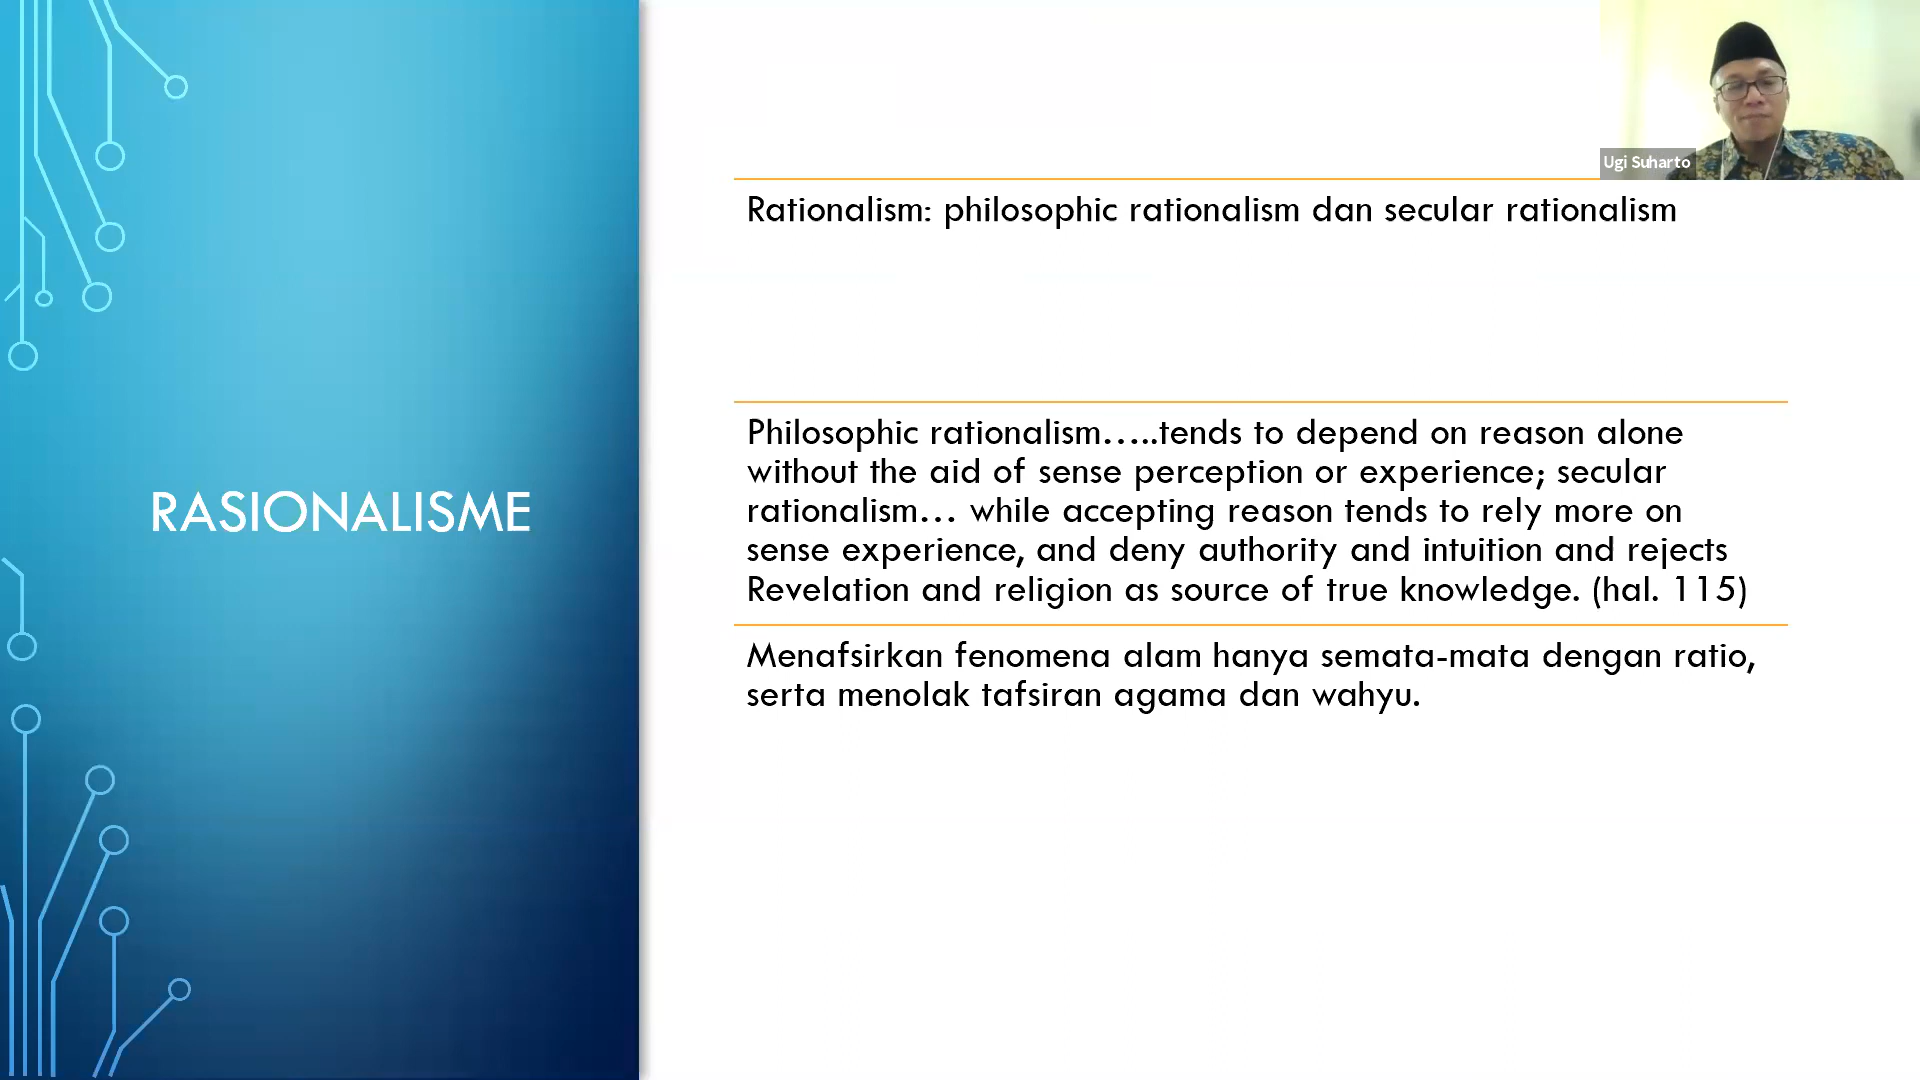 RASIONALISME
Rationalism: philosophic rationalism dan secular rationalism
Philosophic rationalism…..tends to depend on reason alone
without the aid of sense perception or experience; secular
rationalism… while accepting reason tends to rely more on
sense experience, and deny authority and intuition and rejects
Revelation and religion as source of true knowledge. (hal. 115)
Menafsirkan fenomena alam hanya semata-mata dengan ratio,
serta menolak tafsiran agama dan wahyu.
Ugi Suharto